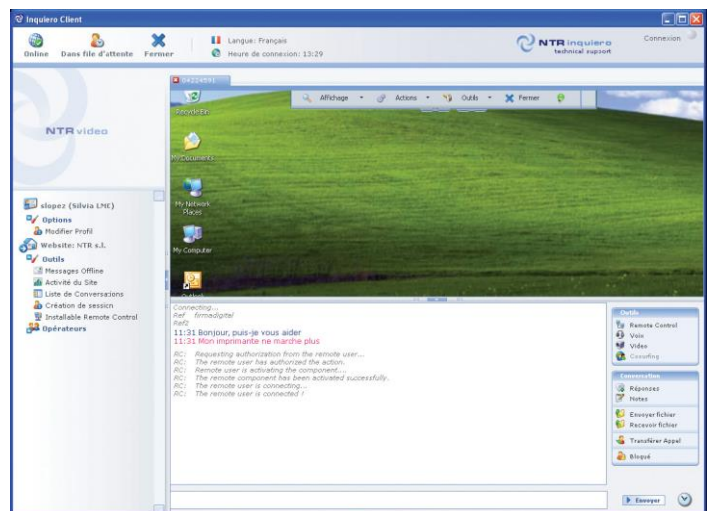 Inquiero Client
Online
Dans file d'attente
Fermer
Langue: Français
Heure de connexion: 13:29
NTR inquiero
technical support
Connexion
04224591
Affichage
Actions
Outils
Fermer
NTR video
Recycle Bin
My Documents
My Network Places
My Computer
Outlook
slopez (Silvia LME)
Options
Modifier Profil
Website: NTR s.l.
Outils
Messages Offline
Activité du Site
Liste de Conversations
Création de session
Installable Remote Control
Opérateurs
Connecting...
Ref firmadigital
Ref2
11:31 Bonjour, puis-je vous aider
11:31 Mon imprimante ne marche plus
RC: Requesting authorization from the remote user...
RC: The remote user has authorized the action.
RC: Remote user is activating the component....
RC: The remote component has been activated successfully.
RC: The remote user is connecting...
RC: The remote user is connected !
Outils
Remote Control
Voix
Video
Cosurfing
Conversation
Réponses
Notes
Envoyer fichier
Recevoir fichier
Transférer Appel
Bloqué
Envoyer